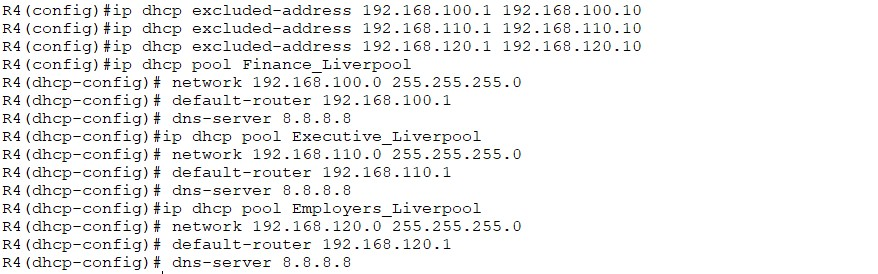 R4(config)#ip dhcp excluded-address 192.168.100.1 192.168.100.10
R4(config)#ip dhcp excluded-address 192.168.110.1 192.168.110.10
R4(config)#ip dhcp excluded-address 192.168.120.1 192.168.120.10
R4(config)#ip dhcp pool Finance_Liverpool
R4(dhcp-config)# network 192.168.100.0 255.255.255.0
R4(dhcp-config)# default-router 192.168.100.1
R4(dhcp-config)# dns-server 8.8.8.8
R4(dhcp-config)#ip dhcp pool Executive_Liverpool
R4(dhcp-config)# network 192.168.110.0 255.255.255.0
R4(dhcp-config)# default-router 192.168.110.1
R4(dhcp-config)# dns-server 8.8.8.8
R4(dhcp-config)#ip dhcp pool Employers_Liverpool
R4(dhcp-config)# network 192.168.120.0 255.255.255.0
R4(dhcp-config)# default-router 192.168.120.1
R4(dhcp-config)# dns-server 8.8.8.8